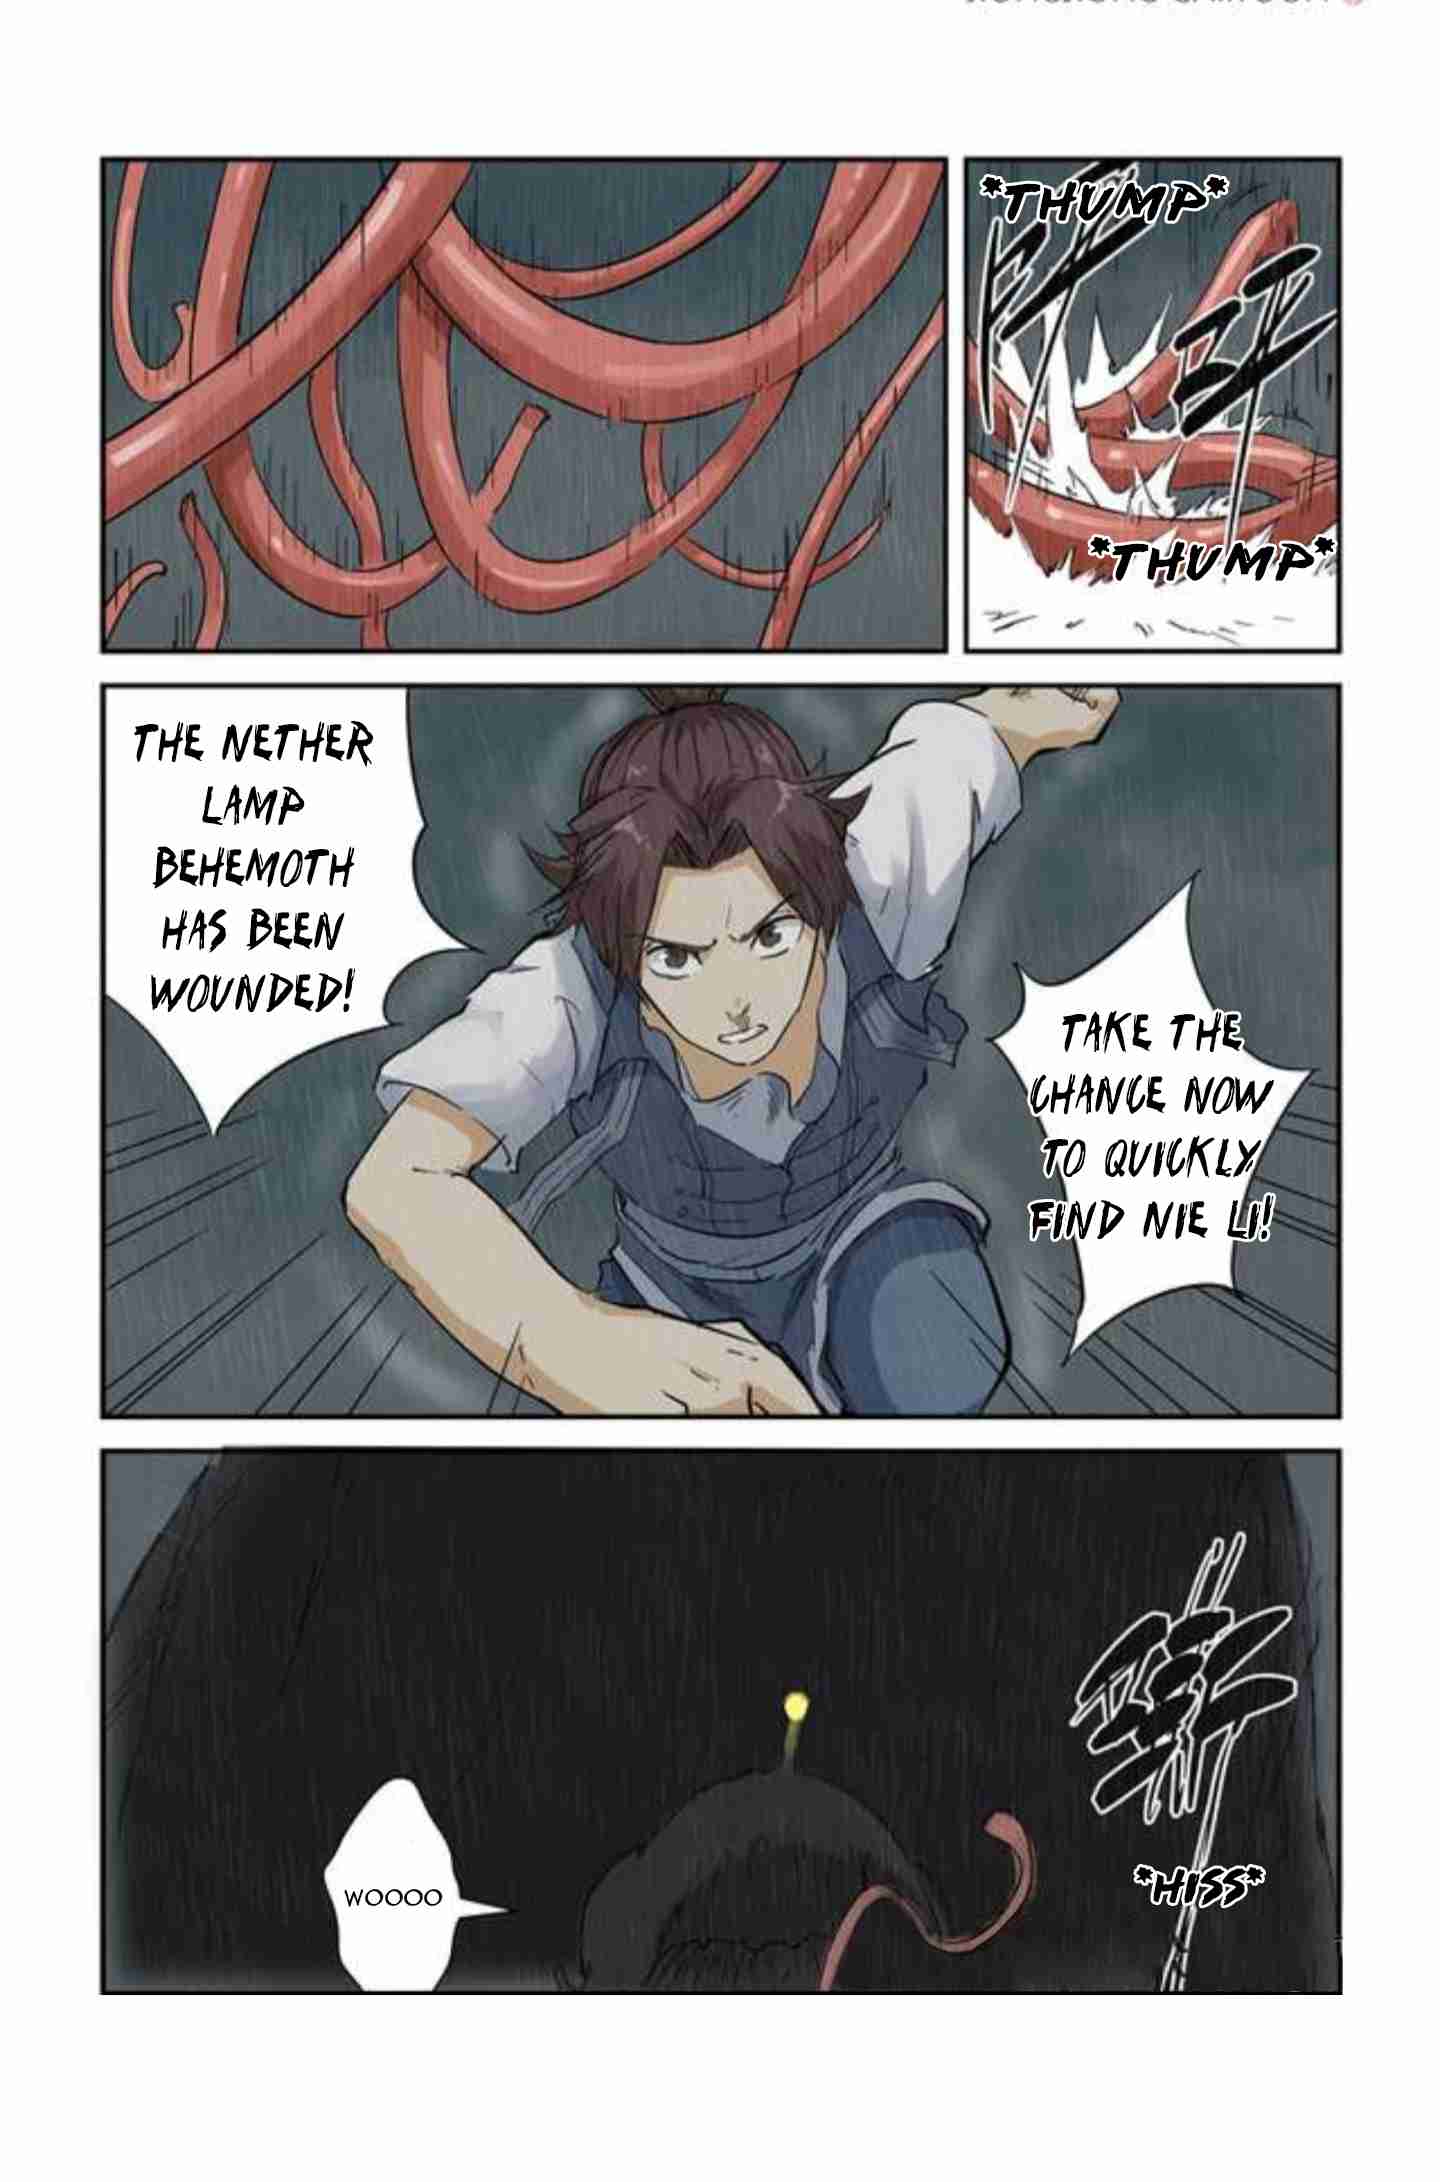 *THUMP*
*THUMP*
THE NETHER
LAMP
BEHEMOTH
HAS BEEN
WOUNDED!
TAKE THE
CHANCE NOW
TO QUICKLY
FIND NIE LI!
WOOOO
*HISS*